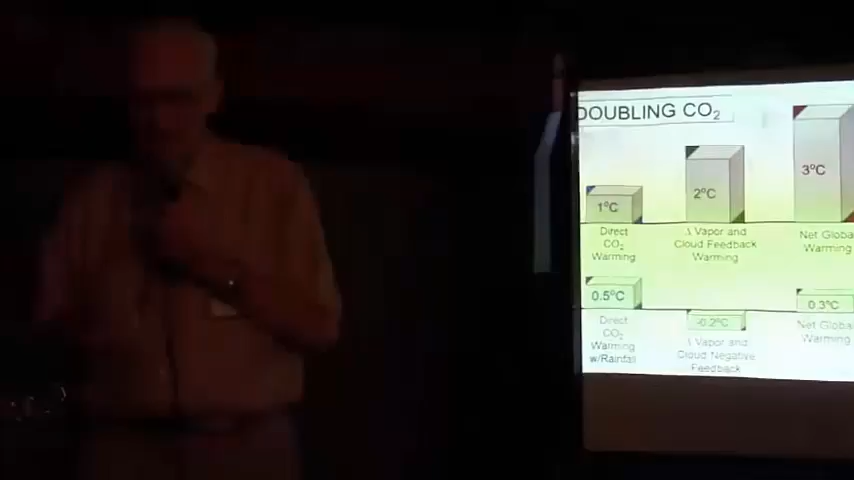 DOUBLING CO₂
1°C
2°C
3°C
Direct
CO₂
Warming
Δ Vapor and
Cloud Feedback
Warming
Net Global
Warming
0.5°C
-0.2°C
0.3°C
Direct
CO₂
Warming
w/Rainfall
Δ Vapor and
Cloud Negative
Feedback
Net Global
Warming